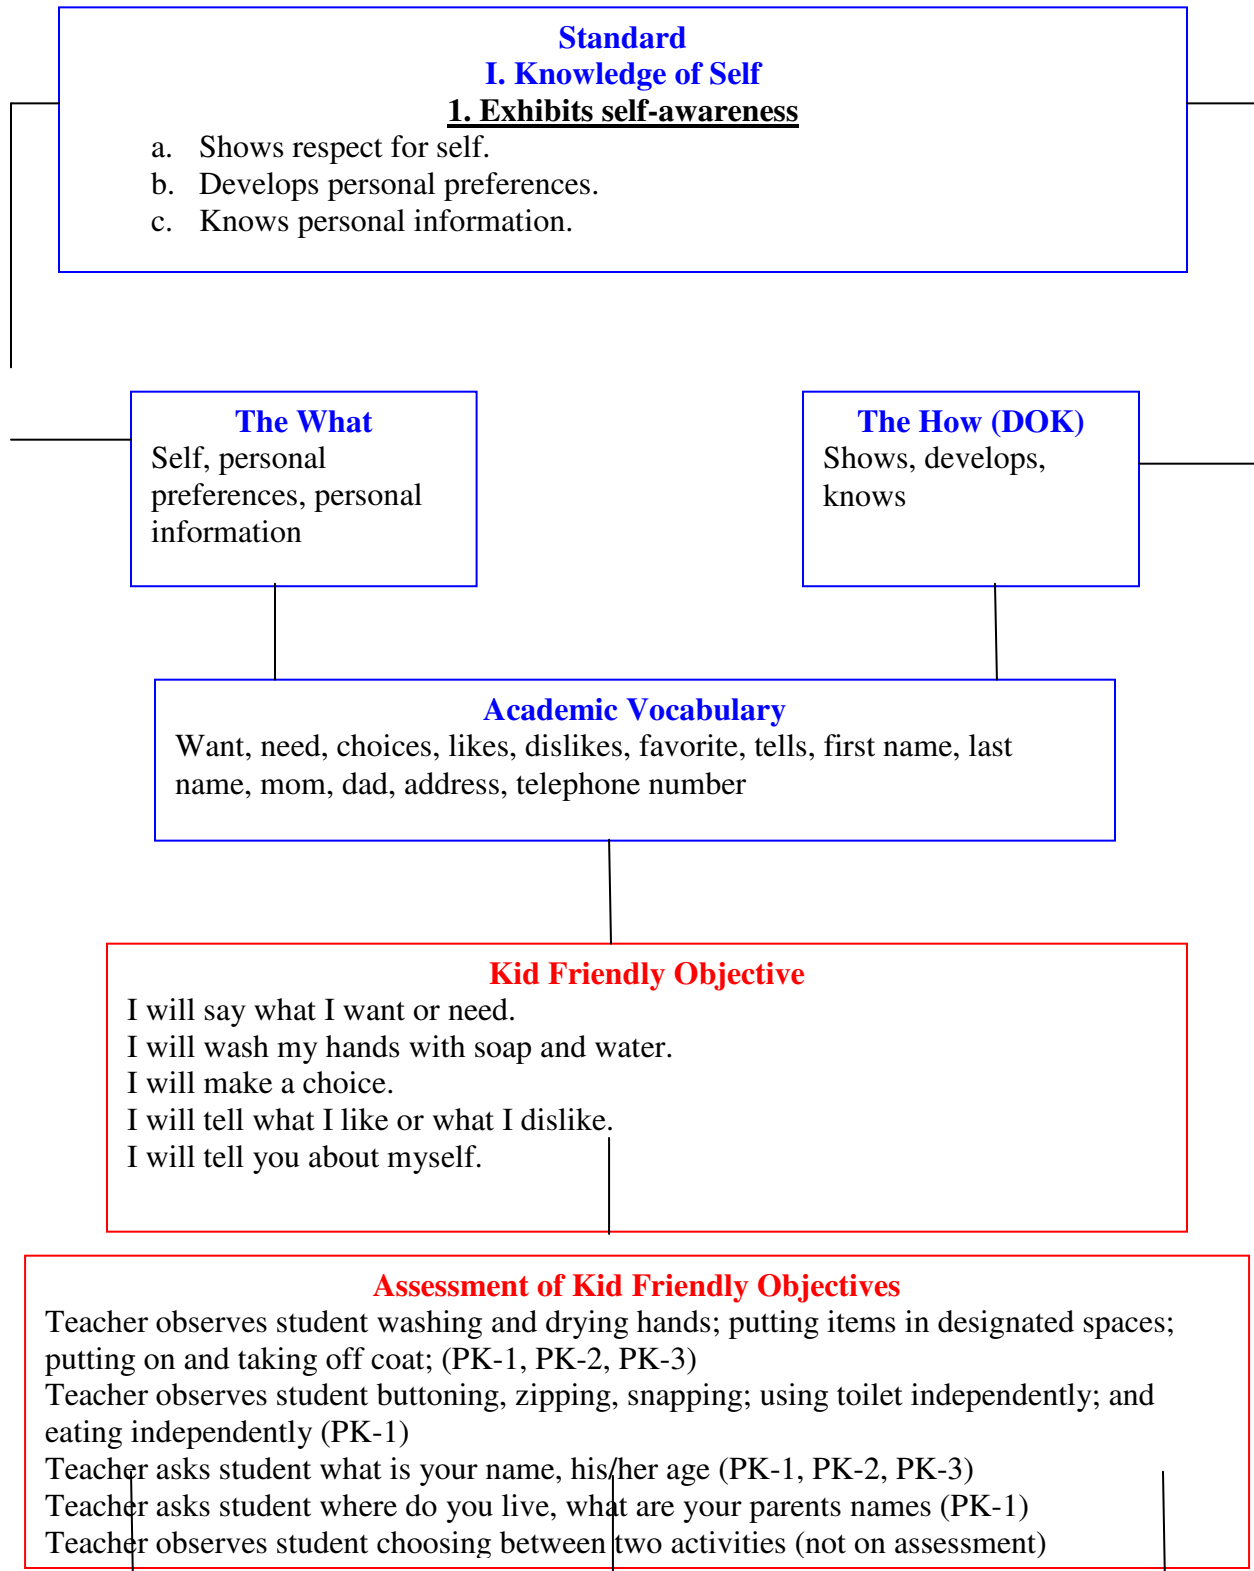 Standard
I. Knowledge of Self
1. Exhibits self-awareness
a. Shows respect for self.
b. Develops personal preferences.
c. Knows personal information.
The What
Self, personal
preferences, personal
information
The How (DOK)
Shows, develops,
knows
Academic Vocabulary
Want, need, choices, likes, dislikes, favorite, tells, first name, last
name, mom, dad, address, telephone number
Kid Friendly Objective
I will say what I want or need.
I will wash my hands with soap and water.
I will make a choice.
I will tell what I like or what I dislike.
I will tell you about myself.
Assessment of Kid Friendly Objectives
Teacher observes student washing and drying hands; putting items in designated spaces;
putting on and taking off coat; (PK-1, PK-2, PK-3)
Teacher observes student buttoning, zipping, snapping; using toilet independently; and
eating independently (PK-1)
Teacher asks student what is your name, his/her age (PK-1, PK-2, PK-3)
Teacher asks student where do you live, what are your parents names (PK-1)
Teacher observes student choosing between two activities (not on assessment)